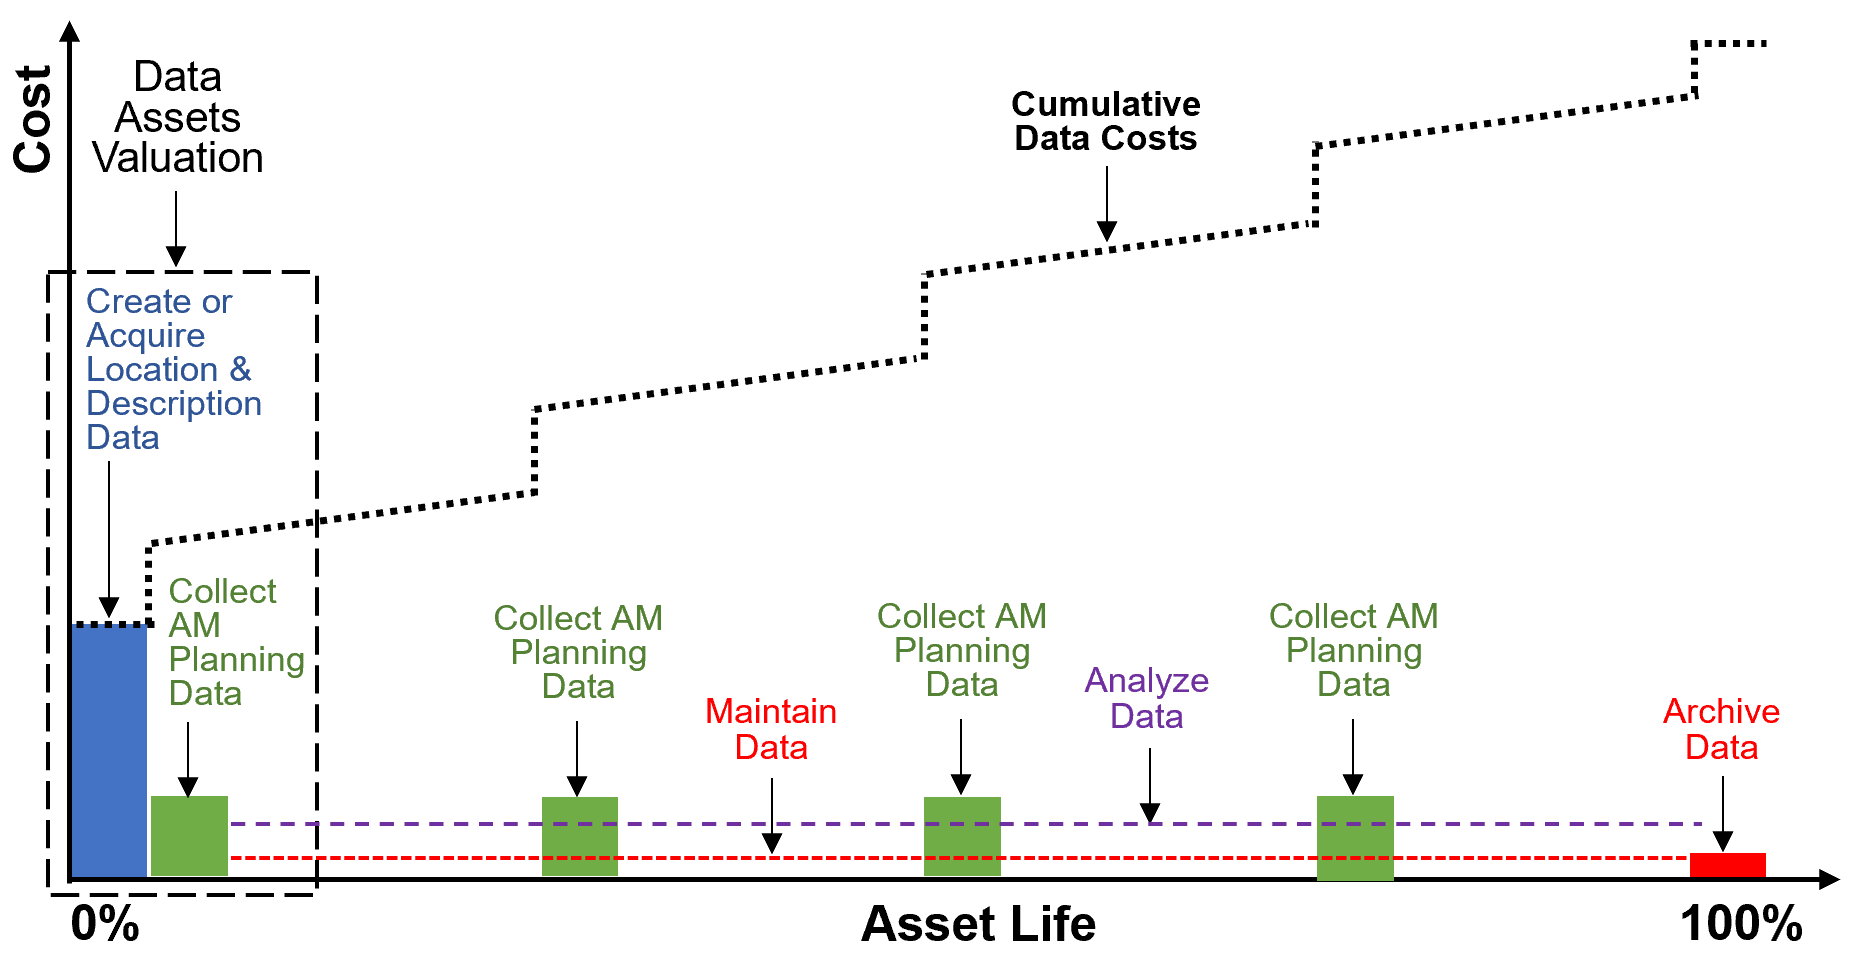 Cost
Data
Assets
Valuation
Cumulative
Data Costs
Create or
Acquire
Location &
Description
Data
Collect
AM
Planning
Data
Collect AM
Planning
Data
Maintain
Data
Collect AM
Planning
Data
Analyze
Data
Collect AM
Planning
Data
Archive
Data
0%
Asset Life
100%